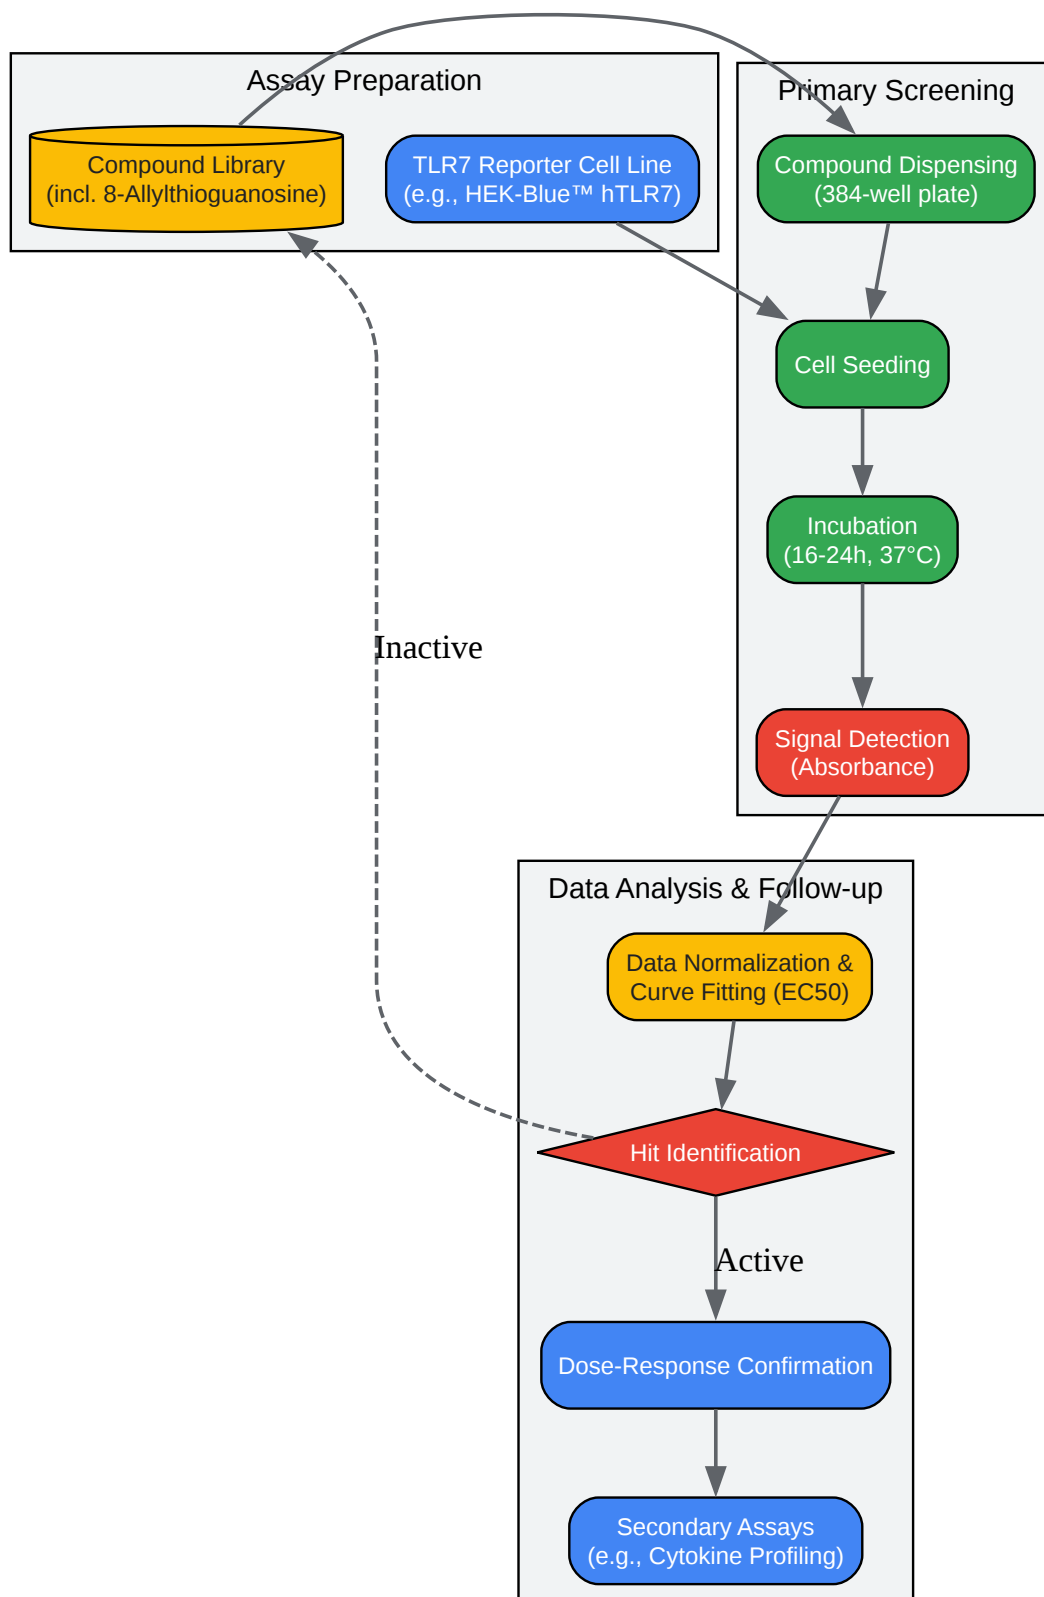 Assay Preparation
Compound Library
(incl. 8-Allylthioguanosine)
TLR7 Reporter Cell Line
(e.g., HEK-Blue™ hTLR7)
Primary Screening
Compound Dispensing
(384-well plate)
Cell Seeding
Incubation
(16-24h, 37°C)
Signal Detection
(Absorbance)
Inactive
Data Analysis & Follow-up
Data Normalization &
Curve Fitting (EC50)
Hit Identification
Active
Dose-Response Confirmation
Secondary Assays
(e.g., Cytokine Profiling)